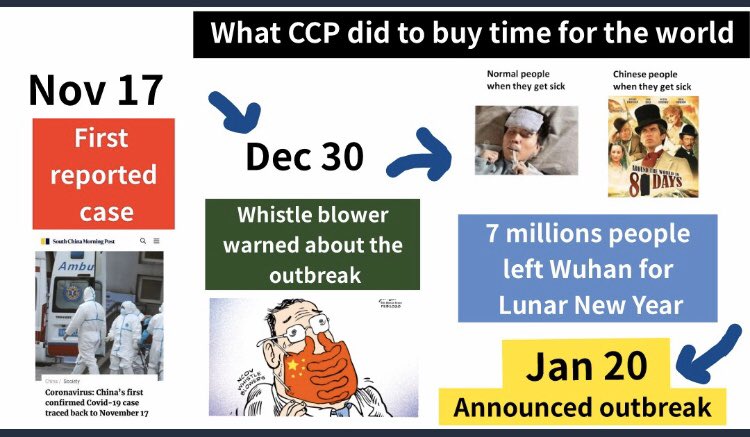 What CCP did to buy time for the world
Nov 17
First
reported
case
South China Morning Post
Ambu
China / Society
Coronavirus: China's first
confirmed Covid-19 case
traced back to November 17
Dec 30
Whistle blower
warned about the
outbreak
COVID
WHISTLE
BLOWERS
Normal people
when they get sick
Chinese people
when they get sick
AROUND THE WORLD IN
80 DAYS
7 millions people
left Wuhan for
Lunar New Year
Jan 20
Announced outbreak